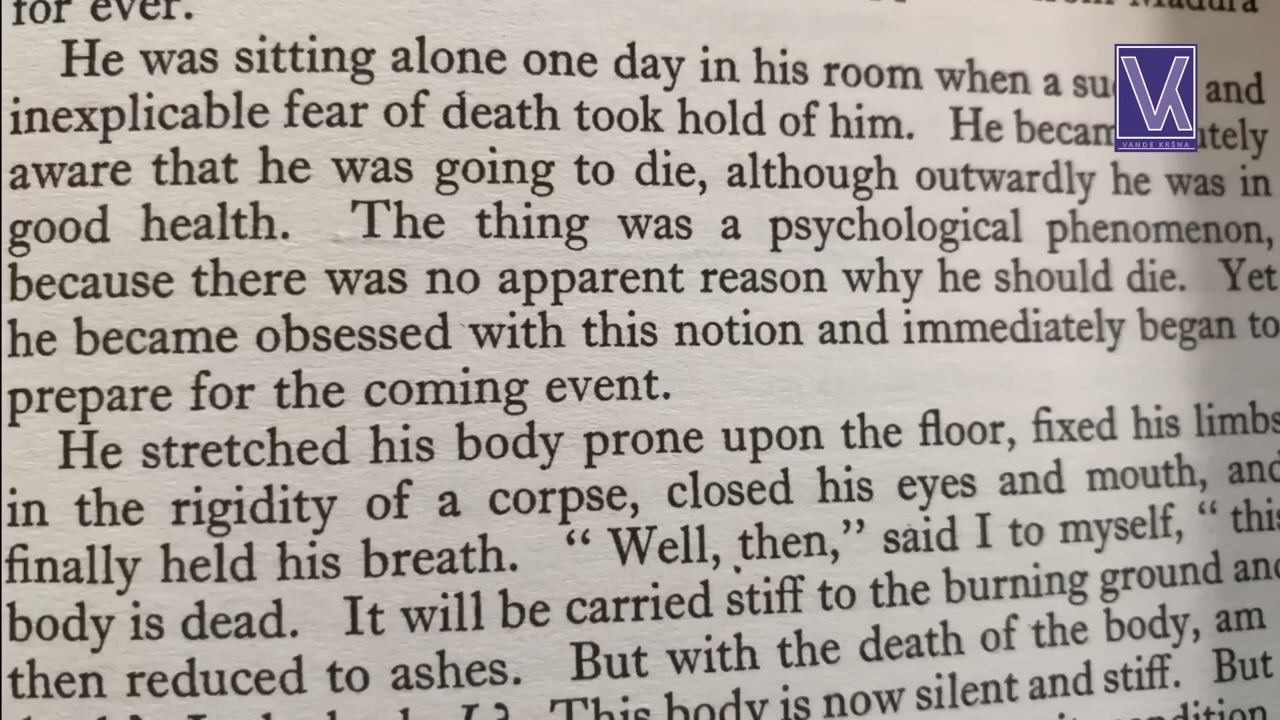 for ever.
Madura
He was sitting alone one day in his room when a su and
inexplicable fear of death took hold of him. He becam utely
aware that he was going to die, although outwardly he was in
good health. The thing was a psychological phenomenon,
because there was no apparent reason why he should die. Yet
he became obsessed with this notion and immediately began to
prepare for the coming event.
He stretched his body prone upon the floor, fixed his limbs
in the rigidity of a corpse, closed his eyes and mouth, and
finally held his breath. “ Well, then,” said I to myself, “ this
body is dead. It will be carried stiff to the burning ground and
then reduced to ashes. But with the death of the body, am
I ? This body is now silent and stiff. But
VK
VANDE KRṢNA